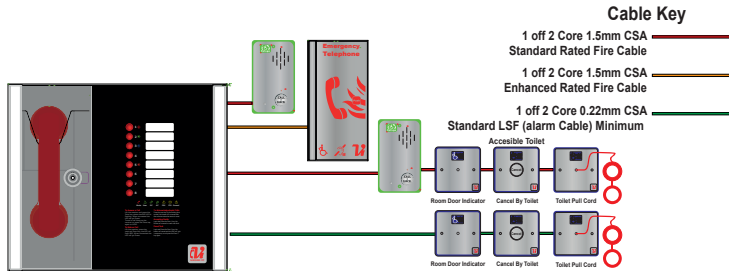 Cable Key
1 off 2 Core 1.5mm CSA
Standard Rated Fire Cable
1 off 2 Core 1.5mm CSA
Enhanced Rated Fire Cable
1 off 2 Core 0.22mm CSA
Standard LSF (alarm Cable) Minimum
Emergency
Telephone
Accesible Toilet
Room Door Indicator
Cancel By Toilet
Toilet Pull Cord
Room Door Indicator
Cancel By Toilet
Toilet Pull Cord